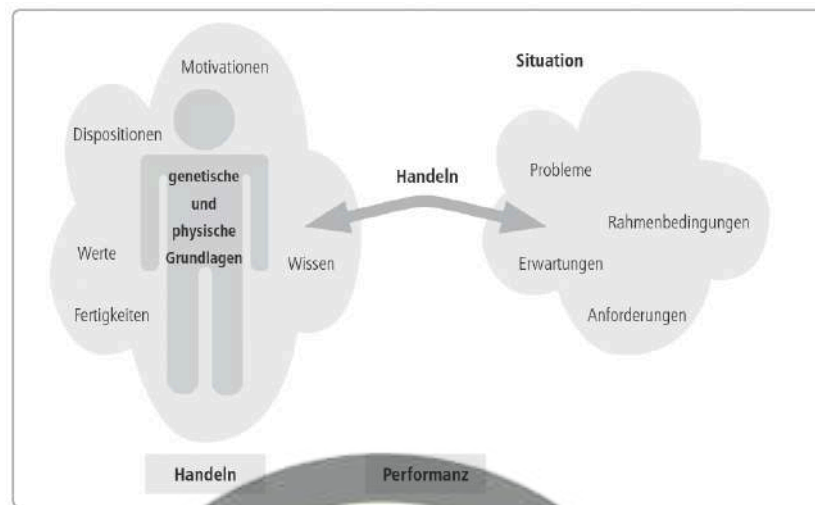 Motivationen
Situation
Dispositionen
genetische
und
physische
Grundlagen
Handeln
Probleme
Rahmenbedingungen
Werte
Wissen
Erwartungen
Fertigkeiten
Anforderungen
Handeln
Performanz